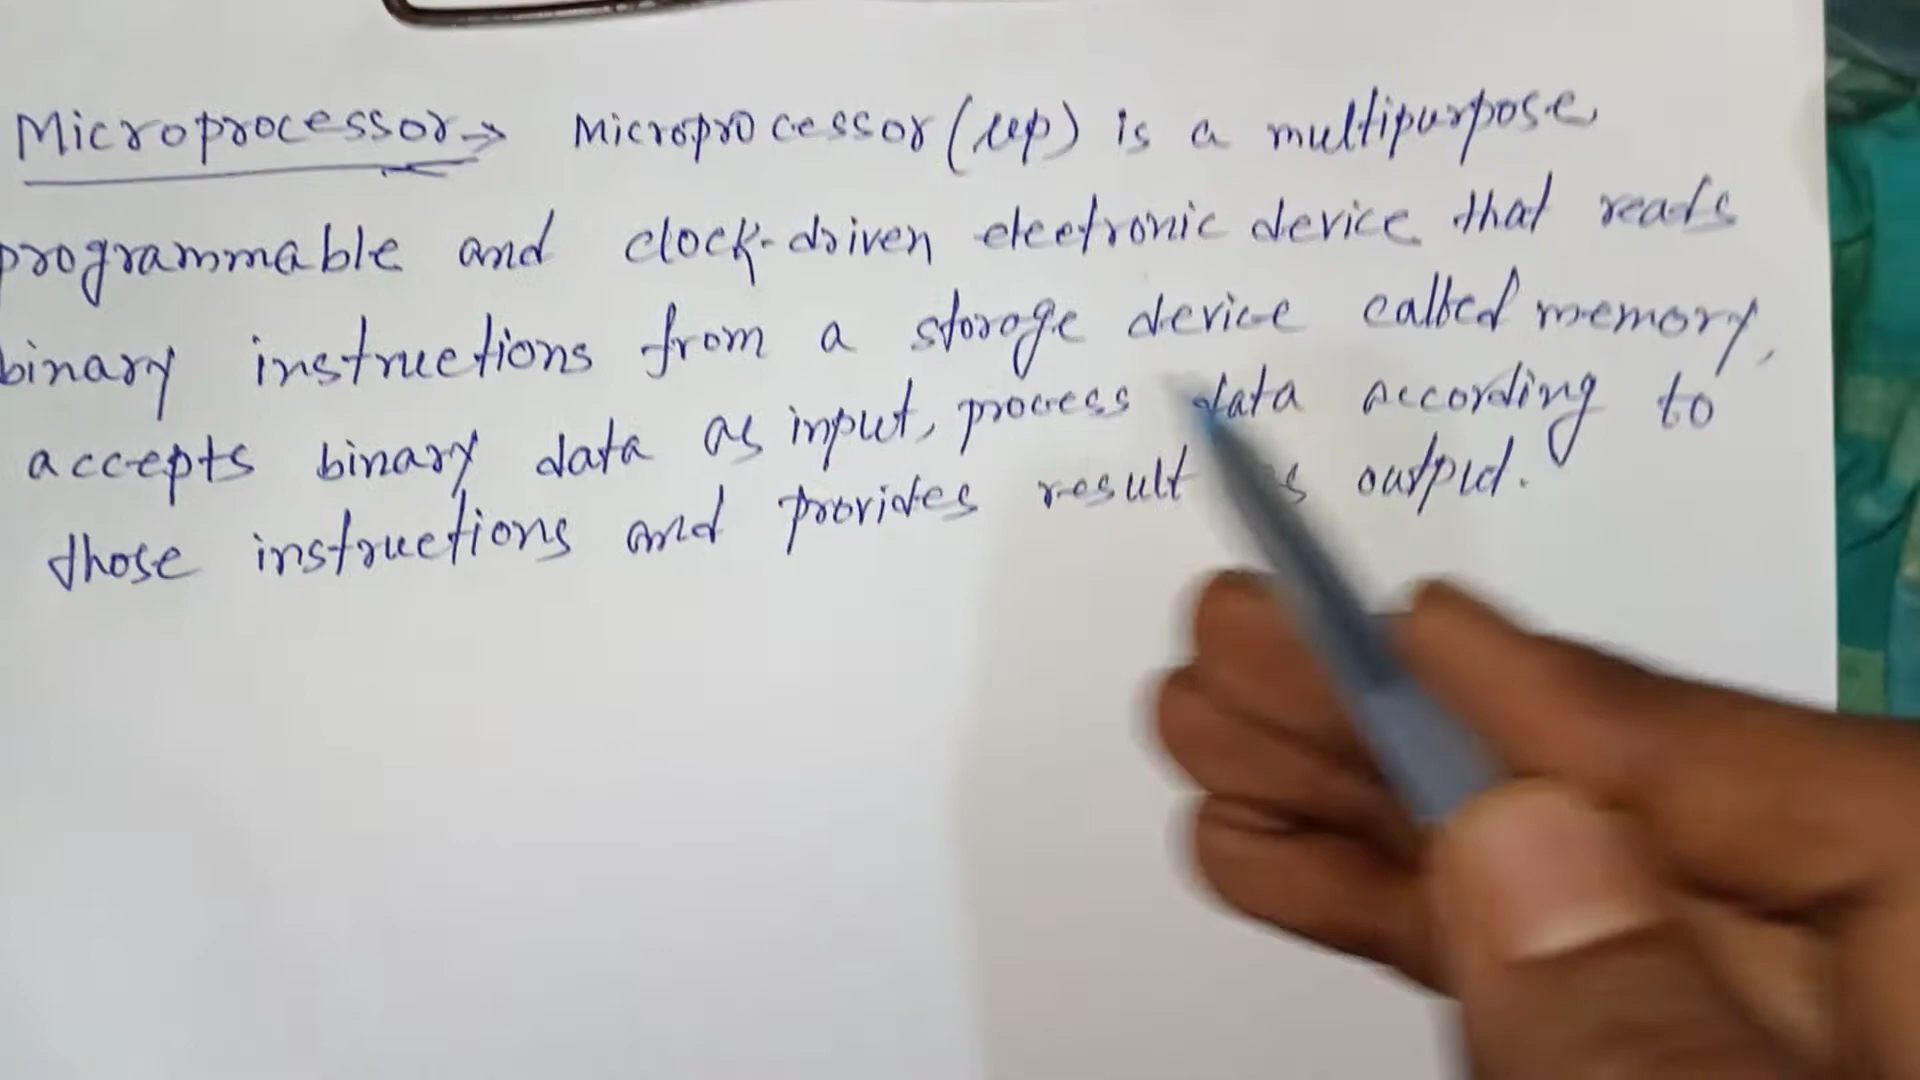 Microprocessor→ Microprocessor (μp) is a multipurpose
programmable and clock-driven electronic device that reads
binary instructions from a storage device called memory,
accepts binary data as input, process data according to
those instructions and provides result output.